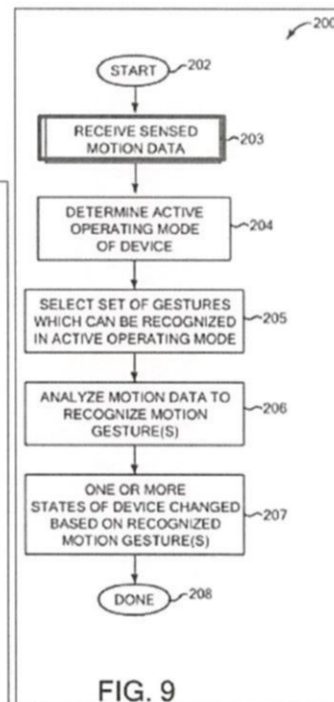 200
START
202
RECEIVE SENSED
MOTION DATA
203
DETERMINE ACTIVE
OPERATING MODE
OF DEVICE
204
SELECT SET OF GESTURES
WHICH CAN BE RECOGNIZED
IN ACTIVE OPERATING MODE
205
ANALYZE MOTION DATA TO
RECOGNIZE MOTION
GESTURE(S)
206
ONE OR MORE
STATES OF DEVICE CHANGED
BASED ON RECOGNIZED
MOTION GESTURE(S)
207
DONE
208
FIG. 9